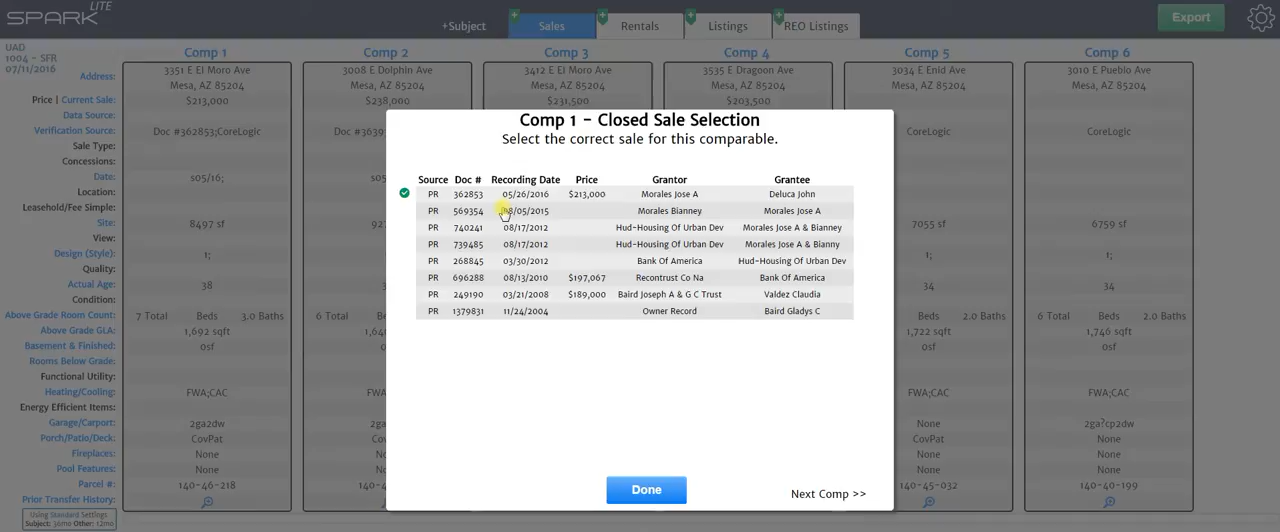 SPARK LITE
+Subject
Sales
Rentals
Listings
REO Listings
Export
UAD
1004 - SFR
07/11/2016
Comp 1
Comp 2
Comp 3
Comp 4
Comp 5
Comp 6
Address:
3351 E El Moro Ave
3008 E Dolphin Ave
3412 E El Moro Ave
3535 E Dragoon Ave
3034 E Enid Ave
3010 E Pueblo Ave
Mesa, AZ 85204
Mesa, AZ 85204
Mesa, AZ 85204
Mesa, AZ 85204
Mesa, AZ 85204
Mesa, AZ 85204
Price | Current Sale:
$213,000
$238,000
$231,500
$203,500
Data Source:
Verification Source:
Doc #362853;CoreLogic
Doc #6369
CoreLogic
CoreLogic
Sale Type:
Concessions:
Date:
s05/16;
s0
Location:
Leasehold/Fee Simple:
Site:
8497 sf
7055 sf
6759 sf
View:
Design (Style):
1;
1;
1;
Quality:
Actual Age:
38
34
34
Condition:
Above Grade Room Count:
7 Total Beds 3.0 Baths
6 Total Beds
Beds 2.0 Baths
6 Total Beds 2.0 Baths
Above Grade GLA:
1,692 sqft
1,722 sqft
1,746 sqft
Basement & Finished:
0sf
0sf
0sf
Rooms Below Grade:
Functional Utility:
Heating/Cooling:
FWA;CAC
FWA;CAC
FWA;CAC
Energy Efficient Items:
Garage/Carport:
2ga2dw
None
2ga?cp2dw
Porch/Patio/Deck:
CovPat
CovPat
None
Fireplaces:
None
None
None
Pool Features:
None
None
None
Parcel #:
140-46-218
140-4
140-45-032
140-40-199
Prior Transfer History:
Using Standard Settings
Subject: 36mo Other: 12mo
Comp 1 - Closed Sale Selection
Select the correct sale for this comparable.
Source Doc # Recording Date Price Grantor Grantee
PR 362853 05/26/2016 $213,000 Morales Jose A Deluca John
PR 569354 08/05/2015 Morales Bianney Morales Jose A
PR 740241 08/17/2012 Hud-Housing Of Urban Dev Morales Jose A & Bianney
PR 739485 08/17/2012 Hud-Housing Of Urban Dev Morales Jose A & Bianny
PR 268845 03/30/2012 Bank Of America Hud-Housing Of Urban Dev
PR 696288 08/13/2010 $197,067 Recontrust Co Na Bank Of America
PR 249190 03/21/2008 $189,000 Baird Joseph A & G C Trust Valdez Claudia
PR 1379831 11/24/2004 Owner Record Baird Gladys C
Done
Next Comp >>